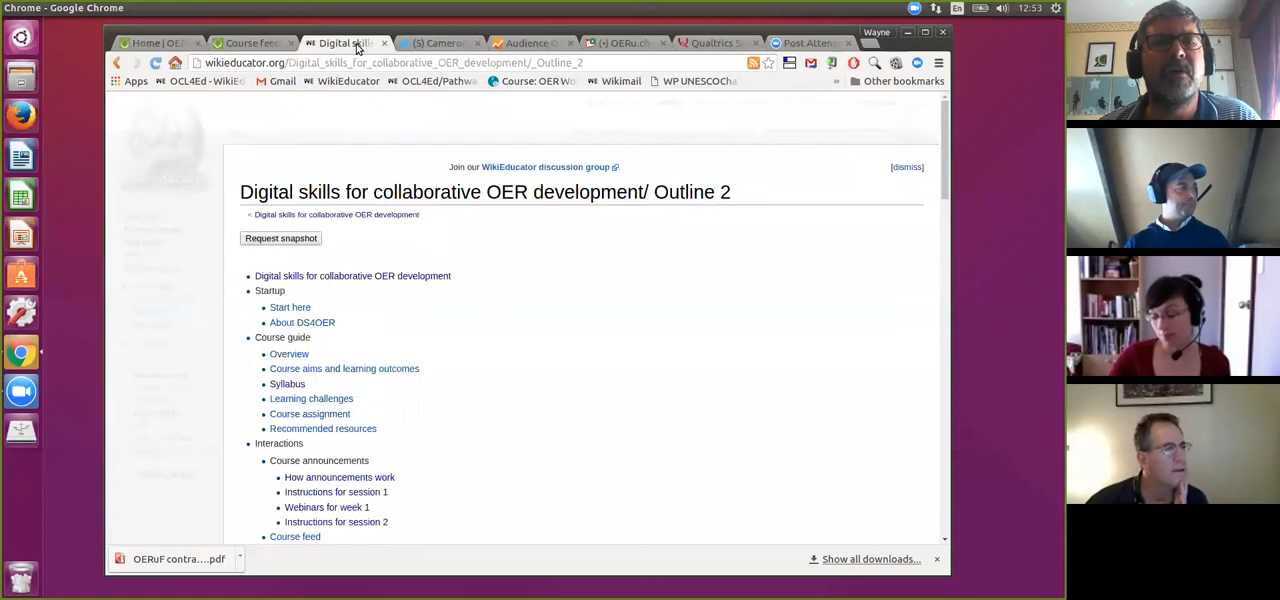 Chrome - Google Chrome
En
12:53
Wayne
Home | OEF
Course fee
Digital skills
(S) Cameron
Audience O
(•) OERu.ch
Qualtrics S
Post Atten
wikieducator.org/Digital_skills_for_collaborative_OER_development/_Outline_2
Apps
OCL4Ed - WikiEd
Gmail
WikiEducator
OCL4Ed/Pathwa
Course: OER Wo
Wikimail
WP UNESCOCha
»
Other bookmarks
Join our WikiEducator discussion group
[dismiss]
Digital skills for collaborative OER development/ Outline 2
< Digital skills for collaborative OER development
Request snapshot
Digital skills for collaborative OER development
Startup
Start here
About DS4OER
Course guide
Overview
Course aims and learning outcomes
Syllabus
Learning challenges
Course assignment
Recommended resources
Interactions
Course announcements
How announcements work
Instructions for session 1
Webinars for week 1
Instructions for session 2
Course feed
OERuF contra....pdf
Show all downloads...